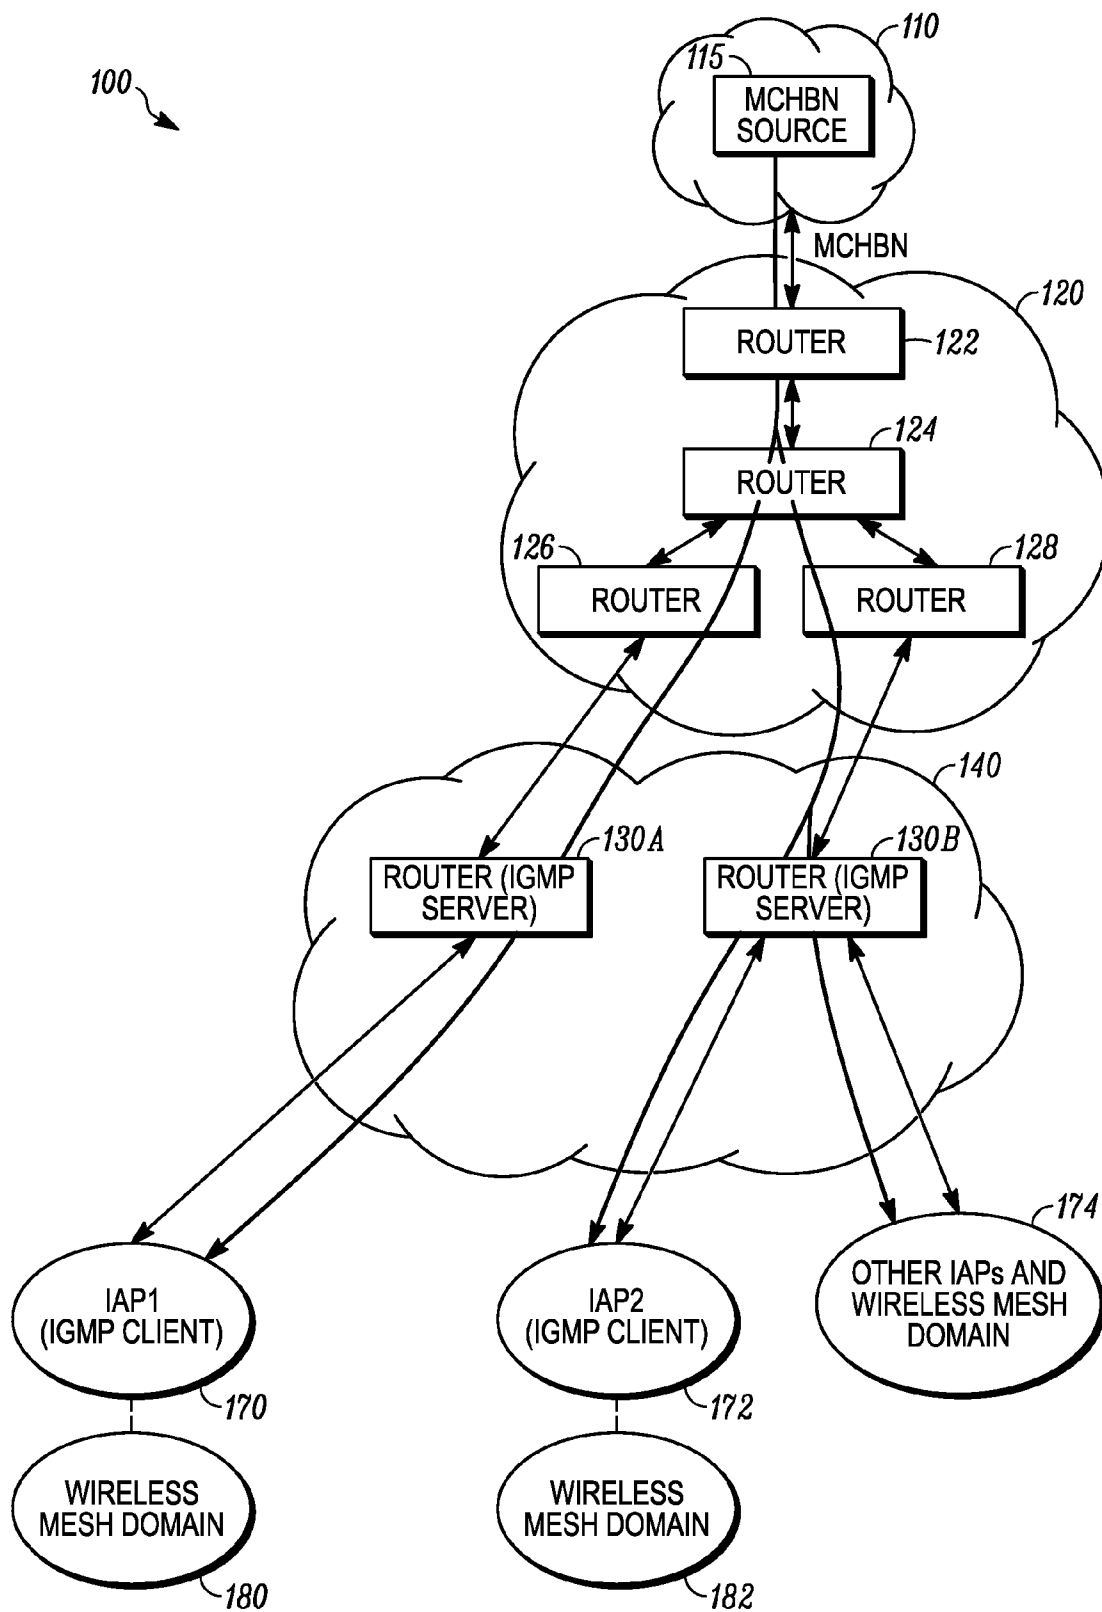 110
115
100
MCHBN
SOURCE
MCHBN
120
ROUTER
122
124
ROUTER
126
128
ROUTER
ROUTER
140
130A
130B
ROUTER (IGMP
SERVER)
ROUTER (IGMP
SERVER)
174
OTHER IAPs AND
WIRELESS MESH
DOMAIN
IAP1
(IGMP CLIENT)
IAP2
(IGMP CLIENT)
170
172
WIRELESS
MESH DOMAIN
WIRELESS
MESH DOMAIN
180
182